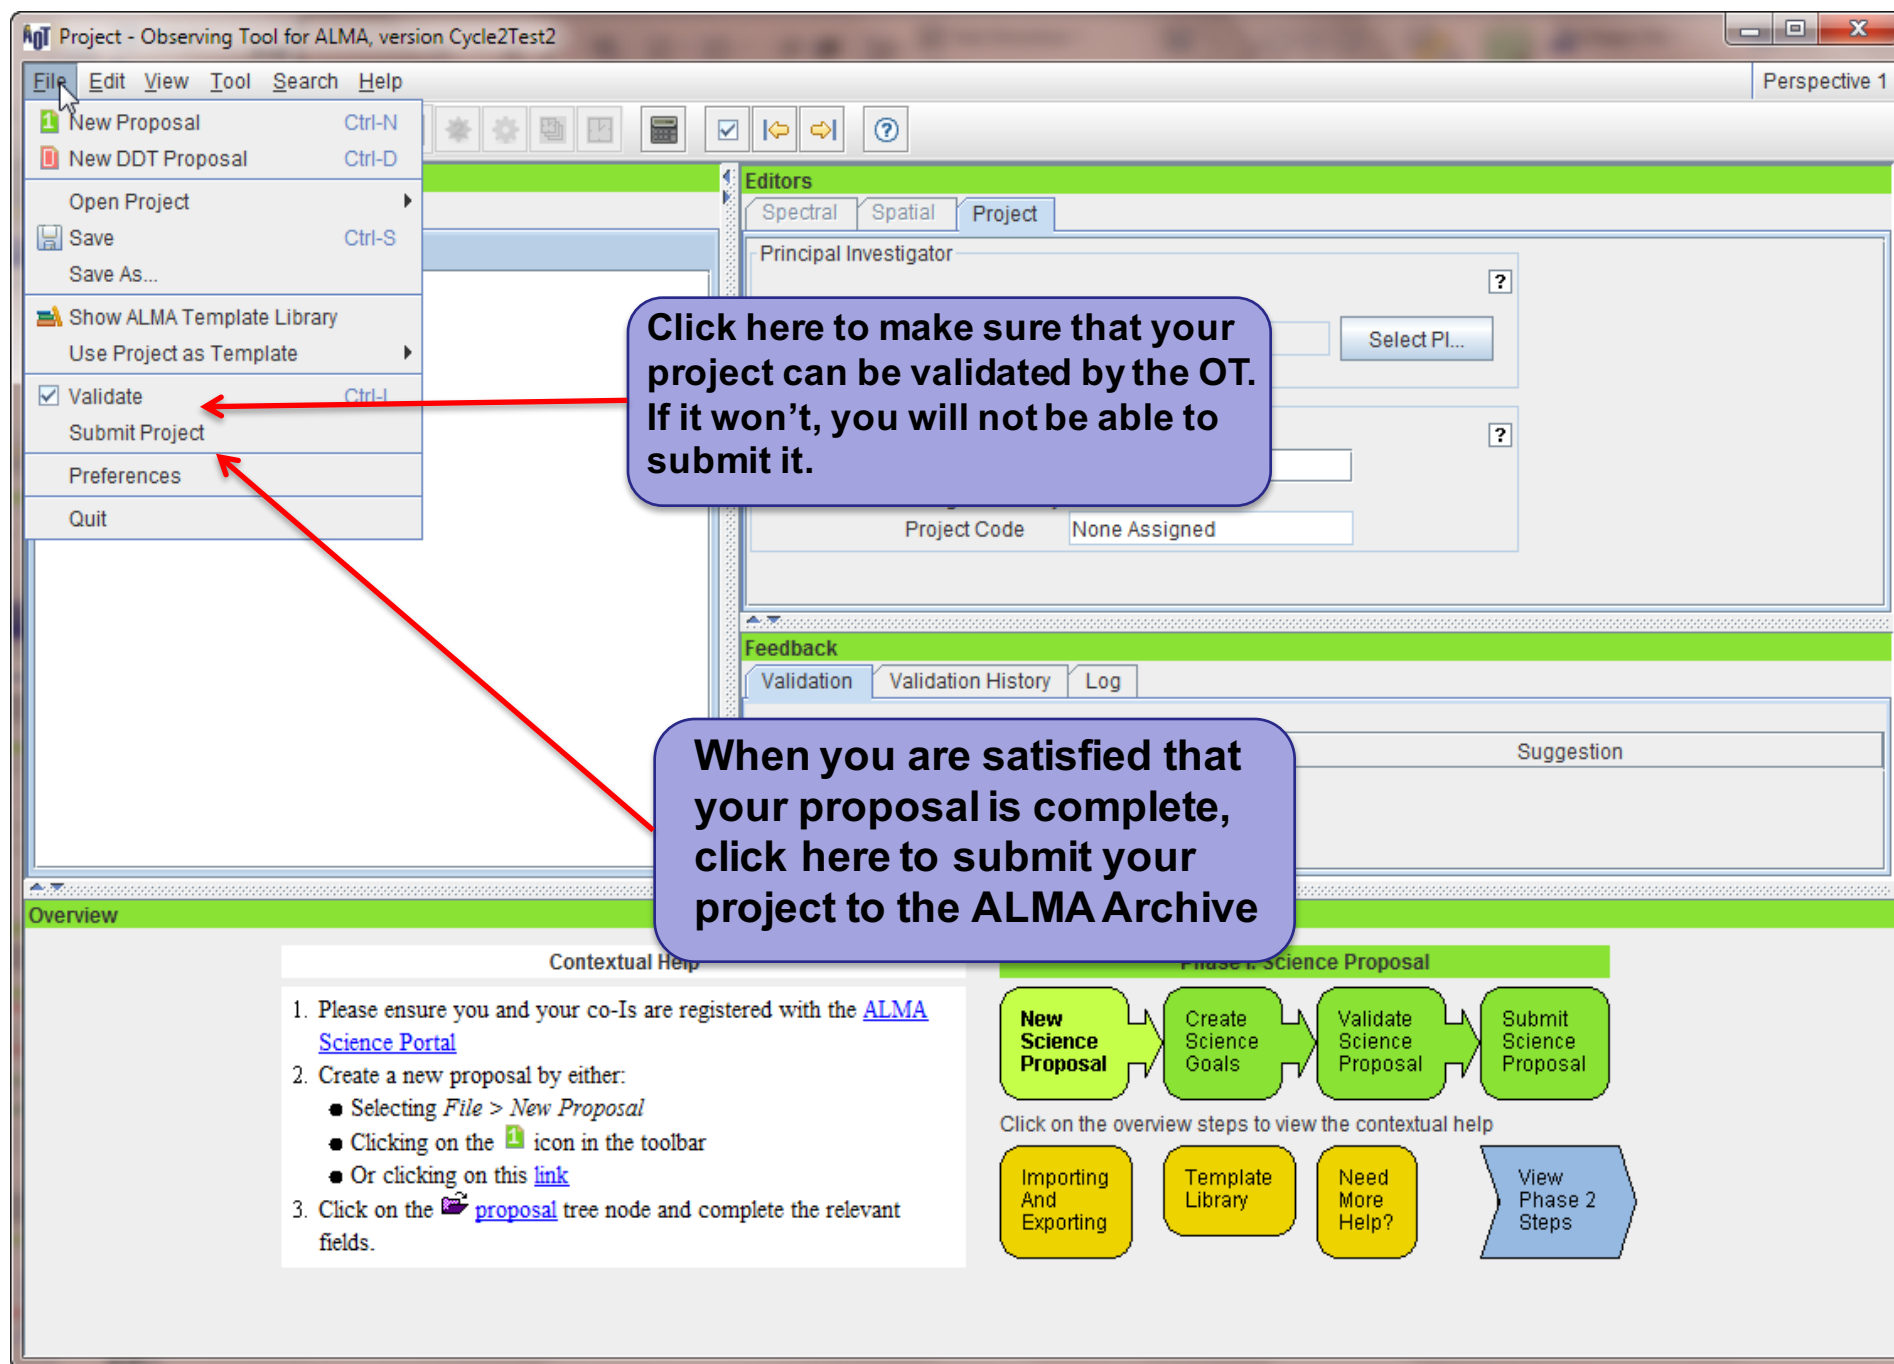 Project - Observing Tool for ALMA, version Cycle2Test2
File Edit View Tool Search Help
Perspective 1
New Proposal Ctrl-N
New DDT Proposal Ctrl-D
Open Project
Save Ctrl-S
Save As...
Show ALMA Template Library
Use Project as Template
Validate
Submit Project
Preferences
Quit
Editors
Spectral Spatial Project
Principal Investigator
?
Select PI...
?
Project Code None Assigned
Click here to make sure that your
project can be validated by the OT.
If it won’t, you will not be able to
submit it.
Feedback
Validation Validation History Log
Suggestion
When you are satisfied that
your proposal is complete,
click here to submit your
project to the ALMA Archive
Overview
Contextual Help
1. Please ensure you and your co-Is are registered with the ALMA
Science Portal
2. Create a new proposal by either:
● Selecting File > New Proposal
● Clicking on the 1 icon in the toolbar
● Or clicking on this link
3. Click on the proposal tree node and complete the relevant
fields.
Phase I: Science Proposal
New
Science
Proposal
Create
Science
Goals
Validate
Science
Proposal
Submit
Science
Proposal
Click on the overview steps to view the contextual help
Importing
And
Exporting
Template
Library
Need
More
Help?
View
Phase 2
Steps